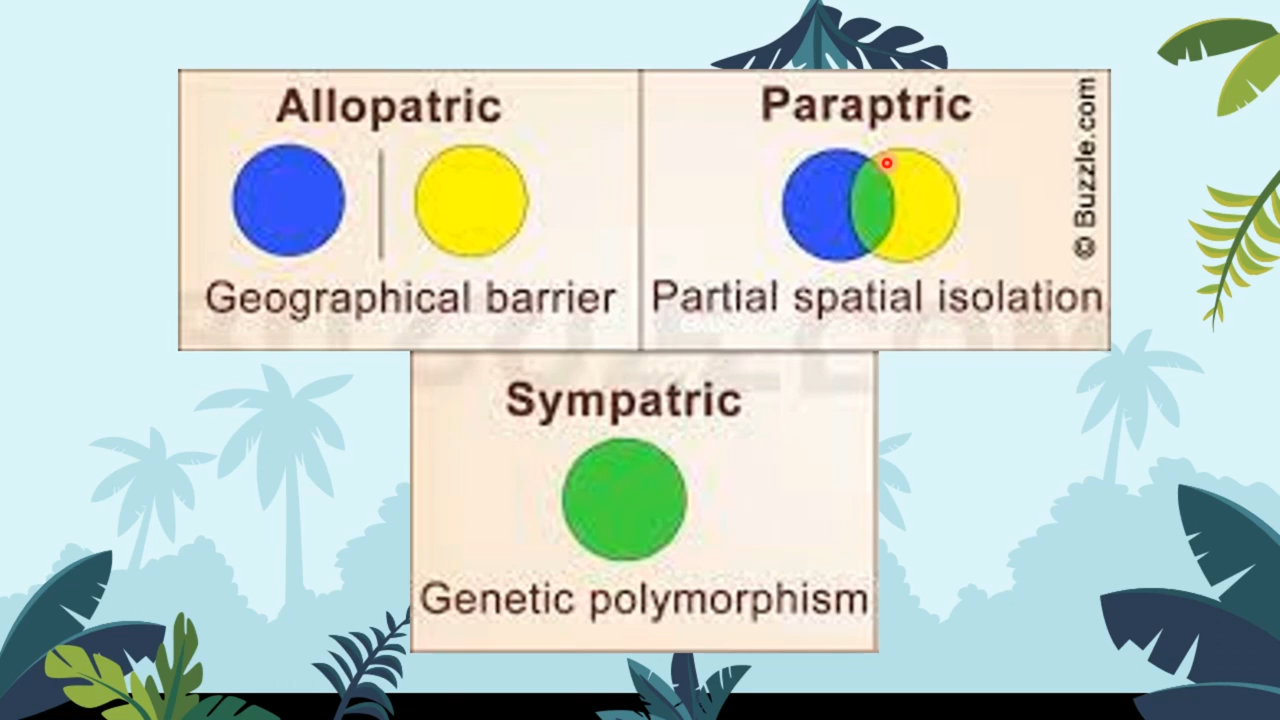 Allopatric
Geographical barrier
Paraptric
Partial spatial isolation
© Buzzle.com
Sympatric
Genetic polymorphism